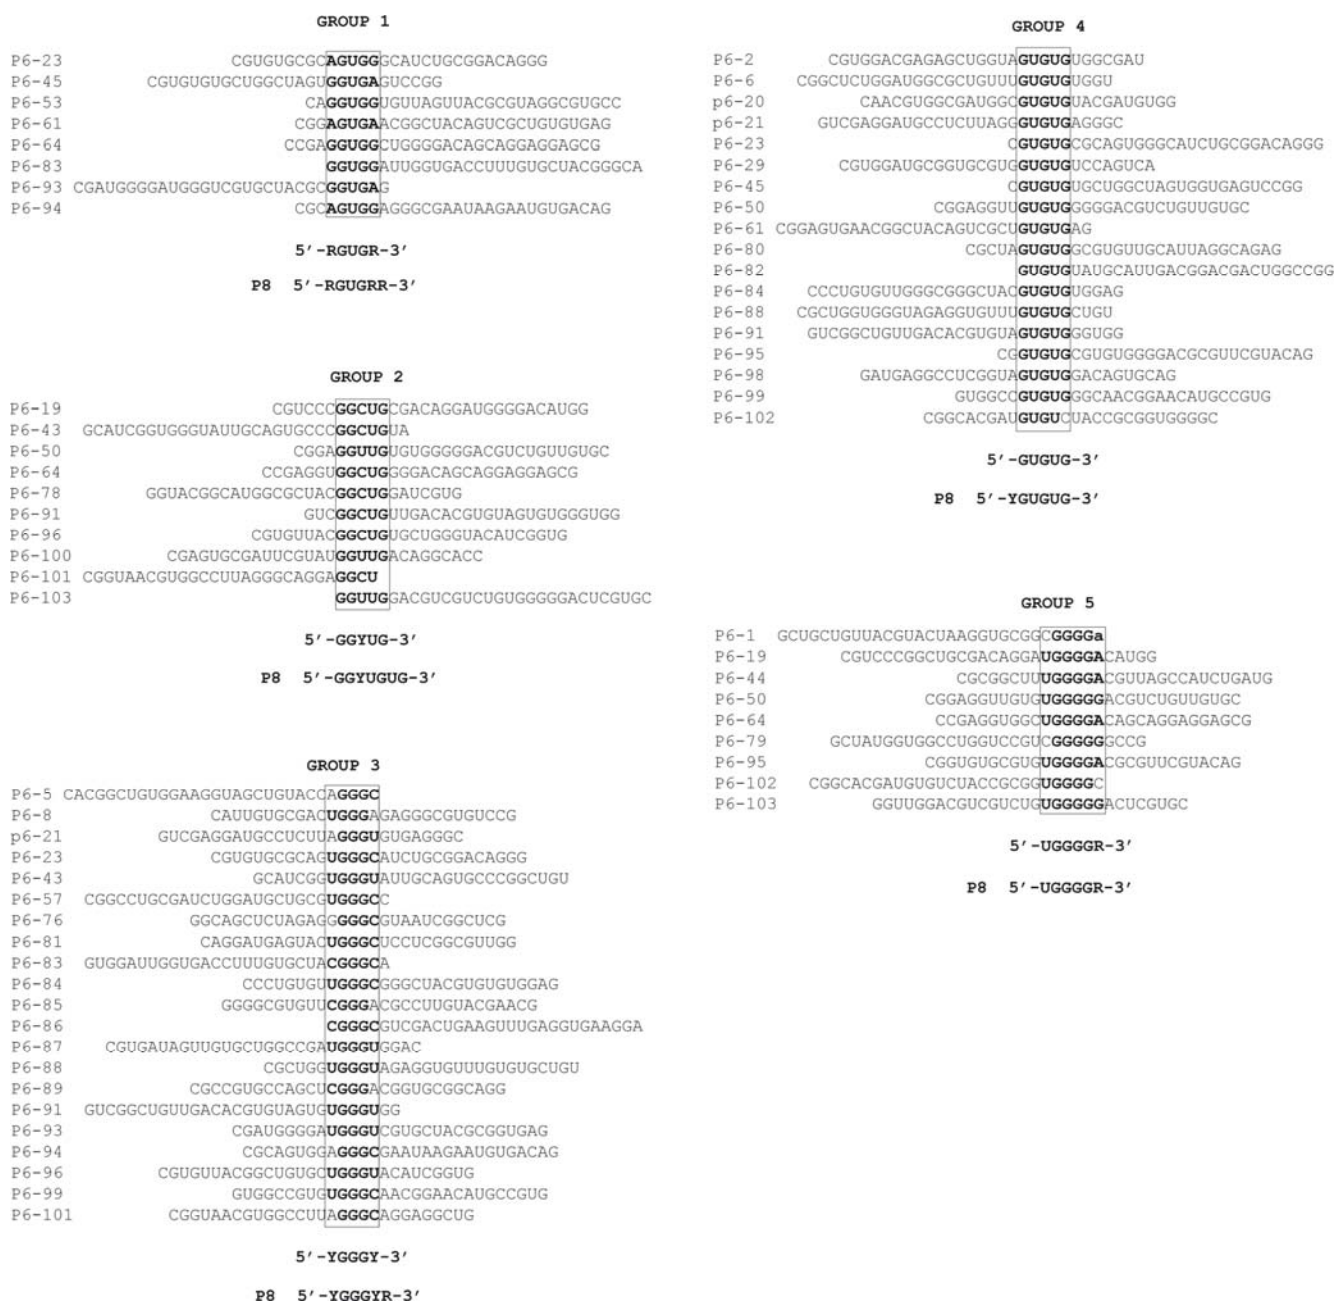 GROUP 1
P6-23 CGUGUGCGCAGUGGGCAUCUGCGGACAGGG
P6-45 CGUGUGUGCUGGCUAGUGGUGAGUCCGG
P6-53 CAGGUGGUGUUAGUUACGCGUAGGCGUGCC
P6-61 CGGAGUGAACGGCUACAGUCGCUGUGUGAG
P6-64 CCGAGGUGGCUGGGGACAGCAGGAGGAGCG
P6-83 GGUGGAUUGGUGACCUUUGUGCUACGGGCA
P6-93 CGAUGGGGAUGGGUCGUGCUACGCGGUGAG
P6-94 CGCAGUGGAGGGCGAAUAAGAAUGUGACAG
5′-RGUGR-3′
P8 5′-RGUGRR-3′
GROUP 2
P6-19 CGUCCCGGCUGCGACAGGAUGGGGACAUGG
P6-43 GCAUCGGUGGGUAUUGCAGUGCCCGGCUGUA
P6-50 CGGAGGUUGUGUGGGGGACGUCUGUUGUGC
P6-64 CCGAGGUGGCUGGGGACAGCAGGAGGAGCG
P6-78 GGUACGGCAUGGCGCUACGGCUGGAUCGUG
P6-91 GUCGGCUGUUGACACGUGUAGUGUGGGUGG
P6-96 CGUGUUACGGCUGUGCUGGGUACAUCGGUG
P6-100 CGAGUGCGAUUCGUAUGGUUGACAGGCACC
P6-101 CGGUAACGUGGCCUUAGGGCAGGAGGCU
P6-103 GGUUGGACGUCGUCUGUGGGGGACUCGUGC
5′-GGYUG-3′
P8 5′-GGYUGUG-3′
GROUP 3
P6-5 CACGGCUGUGGAAGGUAGCUGUACCAGGGC
P6-8 CAUUGUGCGACUGGGAGAGGGCGUGUCCG
p6-21 GUCGAGGAUGCCUCUUAGGGUGUGAGGGC
P6-23 CGUGUGCGCAGUGGGCAUCUGCGGACAGGG
P6-43 GCAUCGGUGGGUAUUGCAGUGCCCGGCUGU
P6-57 CGGCCUGCGAUCUGGAUGCUGCGUGGGCC
P6-76 GGCAGCUCUAGAGGGGGCGUAAUCGGCUCG
P6-81 CAGGAUGAGUACUGGGCUCCUCGGCGUUGG
P6-83 GUGGAUUGGUGACCUUUGUGCUACGGGCA
P6-84 CCCUGUGUUGGGCGGGCUACGUGUGUGGAG
P6-85 GGGGCGUGUUCGGGACGCCUUGUACGAACG
P6-86 CGGGCGUCGACUGAAGUUUGAGGUGAAGGA
P6-87 CGUGAUAGUUGUGCUGGCCGAUGGGUGGAC
P6-88 CGCUGGUGGGUAGAGGUGUUUGUGUGCUGU
P6-89 CGCCGUGCCAGCUCGGGACGGUGCGGCAGG
P6-91 GUCGGCUGUUGACACGUGUAGUGUGGGUGG
P6-93 CGAUGGGGAUGGGUCGUGCUACGCGGUGAG
P6-94 CGCAGUGGAGGGCGAAUAAGAAUGUGACAG
P6-96 CGUGUUACGGCUGUGCUGGGUACAUCGGUG
P6-99 GUGGCCGUGUGGGCAACGGAACAUGCCGUG
P6-101 CGGUAACGUGGCCUUAGGGCAGGAGGCUG
5′-YGGGY-3′
P8 5′-YGGGYR-3′
GROUP 4
P6-2 CGUGGACGAGAGCUGGUAGUGUGUGGCGAU
P6-6 CGGCUCUGGAUGGCGCUGUUUGUGUGUGGU
p6-20 CAACGUGGCGAUGGCGUGUGUACGAUGUGG
p6-21 GUCGAGGAUGCCUCUUAGGGUGUGAGGGC
P6-23 CGUGUGCGCAGUGGGCAUCUGCGGACAGGG
P6-29 CGUGGAUGCGGUGCGUGGUGUGUCCAGUCA
P6-45 CGUGUGUGCUGGCUAGUGGUGAGUCCGG
P6-50 CGGAGGUUGUGUGGGGGACGUCUGUUGUGC
P6-61 CGGAGUGAACGGCUACAGUCGCUGUGUGAG
P6-80 CGCUAGUGUGGCGUGUUGCAUUAGGCAGAG
P6-82 GUGUGUAUGCAUUGACGGACGACUGGCCGG
P6-84 CCCUGUGUUGGGCGGGCUACGUGUGUGGAG
P6-88 CGCUGGUGGGUAGAGGUGUUUGUGUGCUGU
P6-91 GUCGGCUGUUGACACGUGUAGUGUGGGUGG
P6-95 CGGUGUGCGUGUGGGGACGCGUUCGUACAG
P6-98 GAUGAGGCCUCGGUAGUGUGGACAGUGCAG
P6-99 GUGGCCGUGUGGGCAACGGAACAUGCCGUG
P6-102 CGGCACGAUGUGUCUACCGCGGUGGGGC
5′-GUGUG-3′
P8 5′-YGUGUG-3′
GROUP 5
P6-1 GCUGCUGUUACGUACUAAGGUGCGGCGGGGa
P6-19 CGUCCCGGCUGCGACAGGAUGGGGACAUGG
P6-44 CGCGGCUUUGGGGACGUUAGCCAUCUGAUG
P6-50 CGGAGGUUGUGUGGGGGACGUCUGUUGUGC
P6-64 CCGAGGUGGCUGGGGACAGCAGGAGGAGCG
P6-79 GCUAUGGUGGCCUGGUCCGUCGGGGGGCCG
P6-95 CGGUGUGCGUGUGGGGACGCGUUCGUACAG
P6-102 CGGCACGAUGUGUCUACCGCGGUGGGGC
P6-103 GGUUGGACGUCGUCUGUGGGGGACUCGUGC
5′-UGGGGR-3′
P8 5′-UGGGGR-3′